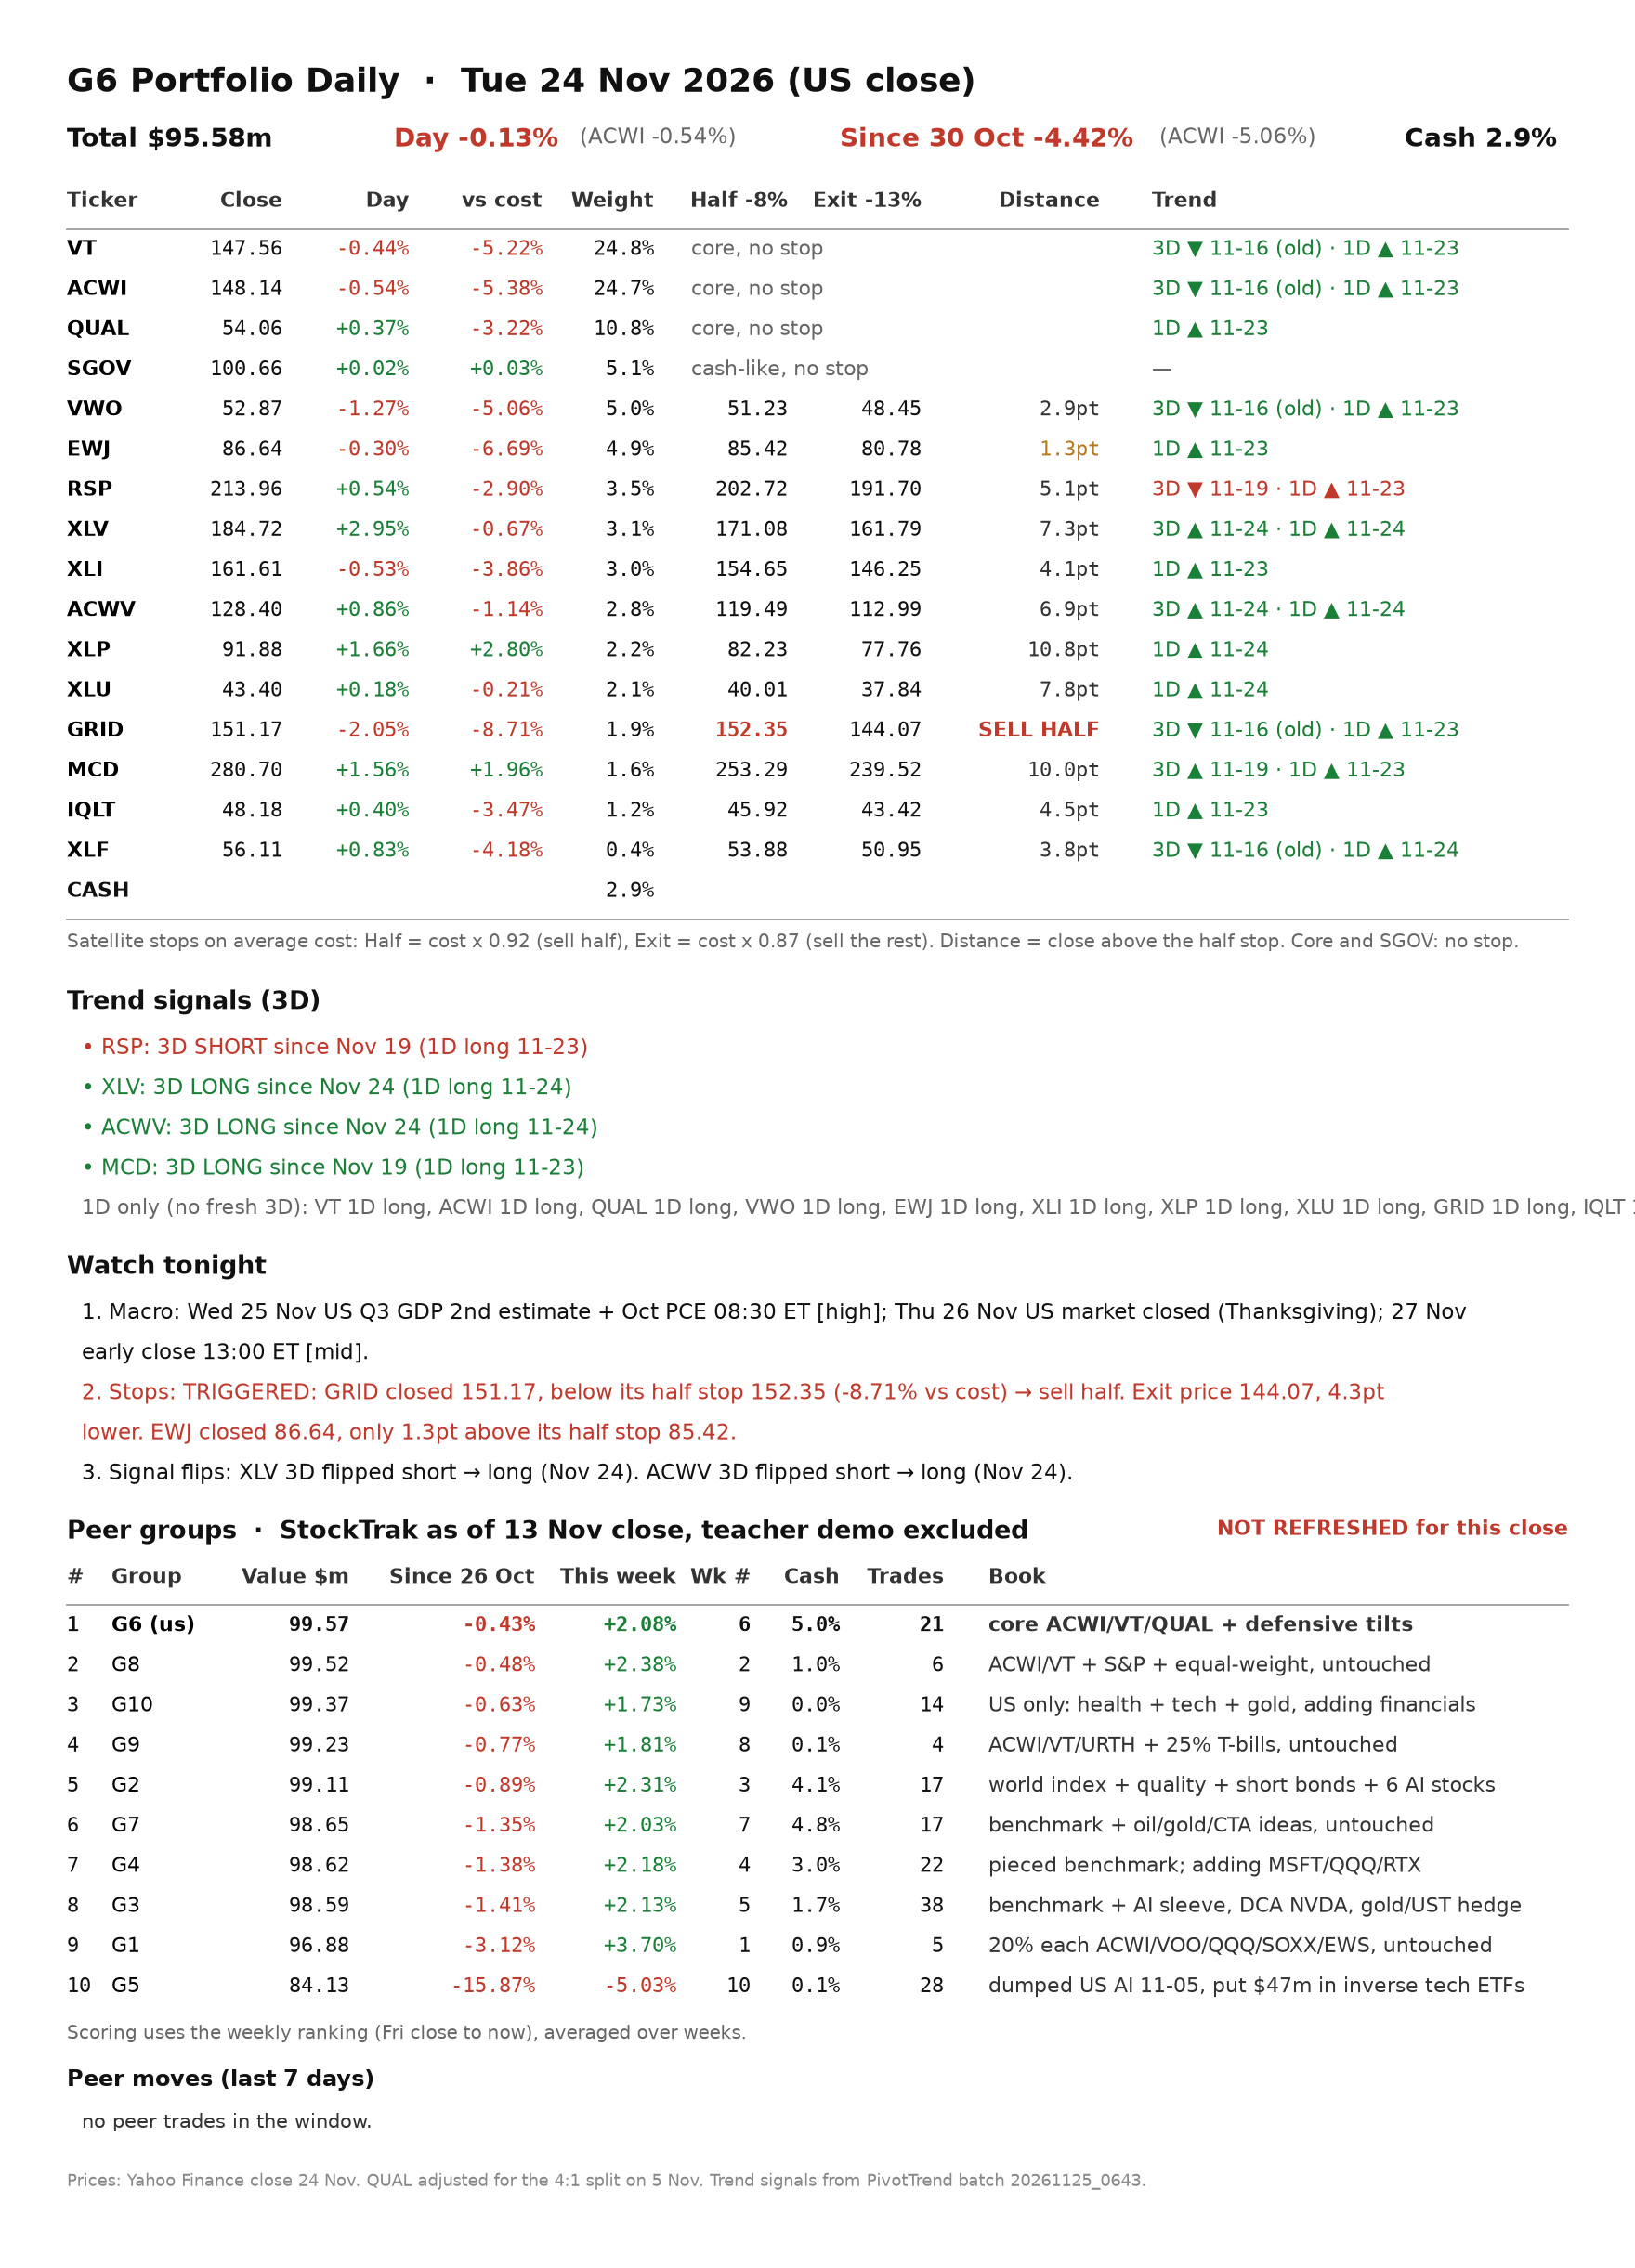 G6 Portfolio Daily · Tue 24 Nov 2026 (US close)
Total $95.58m Day -0.13% (ACWI -0.54%) Since 30 Oct -4.42% (ACWI -5.06%) Cash 2.9%
Ticker Close Day vs cost Weight Half -8% Exit -13% Distance Trend
VT 147.56 -0.44% -5.22% 24.8% core, no stop 3D ▼ 11-16 (old) · 1D ▲ 11-23
ACWI 148.14 -0.54% -5.38% 24.7% core, no stop 3D ▼ 11-16 (old) · 1D ▲ 11-23
QUAL 54.06 +0.37% -3.22% 10.8% core, no stop 1D ▲ 11-23
SGOV 100.66 +0.02% +0.03% 5.1% cash-like, no stop —
VWO 52.87 -1.27% -5.06% 5.0% 51.23 48.45 2.9pt 3D ▼ 11-16 (old) · 1D ▲ 11-23
EWJ 86.64 -0.30% -6.69% 4.9% 85.42 80.78 1.3pt 1D ▲ 11-23
RSP 213.96 +0.54% -2.90% 3.5% 202.72 191.70 5.1pt 3D ▼ 11-19 · 1D ▲ 11-23
XLV 184.72 +2.95% -0.67% 3.1% 171.08 161.79 7.3pt 3D ▲ 11-24 · 1D ▲ 11-24
XLI 161.61 -0.53% -3.86% 3.0% 154.65 146.25 4.1pt 1D ▲ 11-23
ACWV 128.40 +0.86% -1.14% 2.8% 119.49 112.99 6.9pt 3D ▲ 11-24 · 1D ▲ 11-24
XLP 91.88 +1.66% +2.80% 2.2% 82.23 77.76 10.8pt 1D ▲ 11-24
XLU 43.40 +0.18% -0.21% 2.1% 40.01 37.84 7.8pt 1D ▲ 11-24
GRID 151.17 -2.05% -8.71% 1.9% 152.35 144.07 SELL HALF 3D ▼ 11-16 (old) · 1D ▲ 11-23
MCD 280.70 +1.56% +1.96% 1.6% 253.29 239.52 10.0pt 3D ▲ 11-19 · 1D ▲ 11-23
IQLT 48.18 +0.40% -3.47% 1.2% 45.92 43.42 4.5pt 1D ▲ 11-23
XLF 56.11 +0.83% -4.18% 0.4% 53.88 50.95 3.8pt 3D ▼ 11-16 (old) · 1D ▲ 11-24
CASH 2.9%
Satellite stops on average cost: Half = cost x 0.92 (sell half), Exit = cost x 0.87 (sell the rest). Distance = close above the half stop. Core and SGOV: no stop.
Trend signals (3D)
• RSP: 3D SHORT since Nov 19 (1D long 11-23)
• XLV: 3D LONG since Nov 24 (1D long 11-24)
• ACWV: 3D LONG since Nov 24 (1D long 11-24)
• MCD: 3D LONG since Nov 19 (1D long 11-23)
1D only (no fresh 3D): VT 1D long, ACWI 1D long, QUAL 1D long, VWO 1D long, EWJ 1D long, XLI 1D long, XLP 1D long, XLU 1D long, GRID 1D long, IQLT
Watch tonight
1. Macro: Wed 25 Nov US Q3 GDP 2nd estimate + Oct PCE 08:30 ET [high]; Thu 26 Nov US market closed (Thanksgiving); 27 Nov
early close 13:00 ET [mid].
2. Stops: TRIGGERED: GRID closed 151.17, below its half stop 152.35 (-8.71% vs cost) → sell half. Exit price 144.07, 4.3pt
lower. EWJ closed 86.64, only 1.3pt above its half stop 85.42.
3. Signal flips: XLV 3D flipped short → long (Nov 24). ACWV 3D flipped short → long (Nov 24).
Peer groups · StockTrak as of 13 Nov close, teacher demo excluded NOT REFRESHED for this close
# Group Value $m Since 26 Oct This week Wk # Cash Trades Book
1 G6 (us) 99.57 -0.43% +2.08% 6 5.0% 21 core ACWI/VT/QUAL + defensive tilts
2 G8 99.52 -0.48% +2.38% 2 1.0% 6 ACWI/VT + S&P + equal-weight, untouched
3 G10 99.37 -0.63% +1.73% 9 0.0% 14 US only: health + tech + gold, adding financials
4 G9 99.23 -0.77% +1.81% 8 0.1% 4 ACWI/VT/URTH + 25% T-bills, untouched
5 G2 99.11 -0.89% +2.31% 3 4.1% 17 world index + quality + short bonds + 6 AI stocks
6 G7 98.65 -1.35% +2.03% 7 4.8% 17 benchmark + oil/gold/CTA ideas, untouched
7 G4 98.62 -1.38% +2.18% 4 3.0% 22 pieced benchmark; adding MSFT/QQQ/RTX
8 G3 98.59 -1.41% +2.13% 5 1.7% 38 benchmark + AI sleeve, DCA NVDA, gold/UST hedge
9 G1 96.88 -3.12% +3.70% 1 0.9% 5 20% each ACWI/VOO/QQQ/SOXX/EWS, untouched
10 G5 84.13 -15.87% -5.03% 10 0.1% 28 dumped US AI 11-05, put $47m in inverse tech ETFs
Scoring uses the weekly ranking (Fri close to now), averaged over weeks.
Peer moves (last 7 days)
no peer trades in the window.
Prices: Yahoo Finance close 24 Nov. QUAL adjusted for the 4:1 split on 5 Nov. Trend signals from PivotTrend batch 20261125_0643.